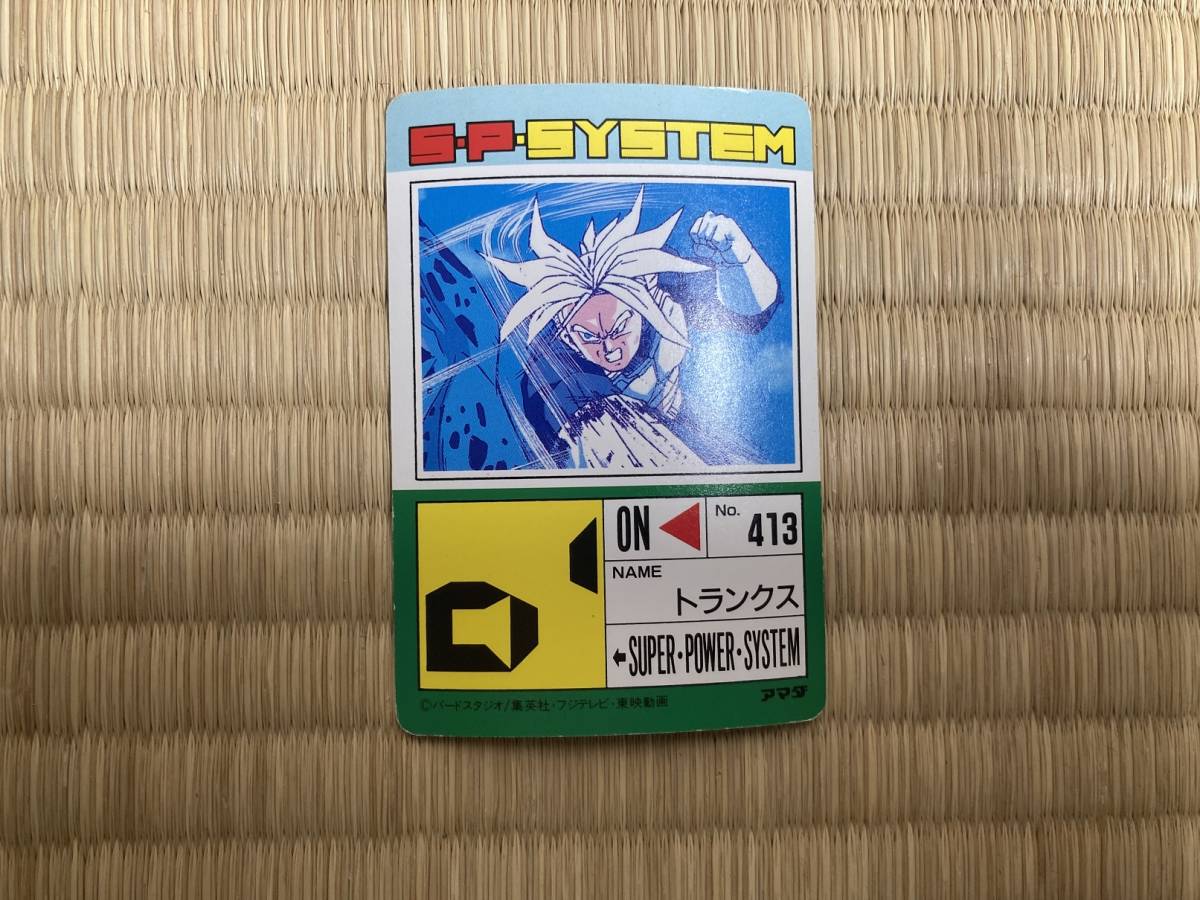 S·P·SYSTEM
ON
No. 413
NAME
トランクス
←SUPER·POWER·SYSTEM
アマダ
©バードスタジオ/集英社・フジテレビ・東映動画